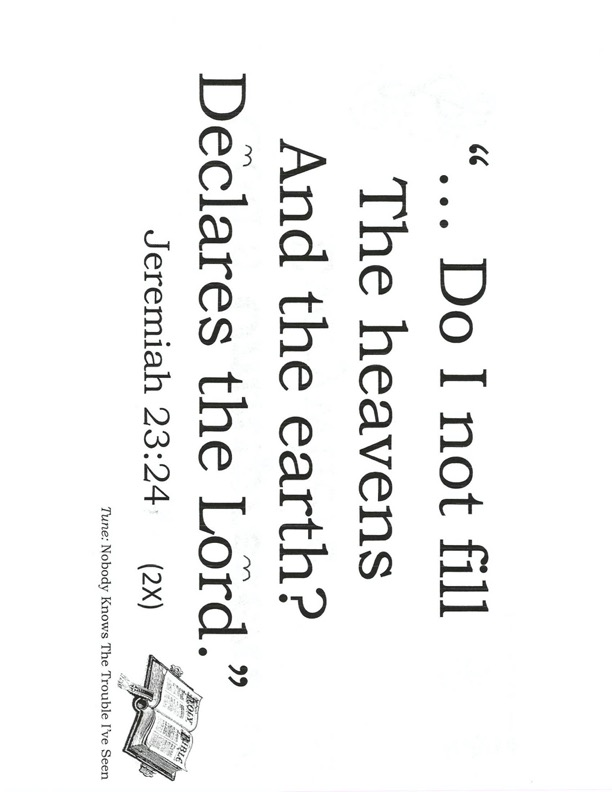 “... Do I not fill
The heavens
And the earth?
Declares the Lord.”
Jeremiah 23:24 (2X)
Tune: Nobody Knows The Trouble I've Seen
HOLY BIBLE